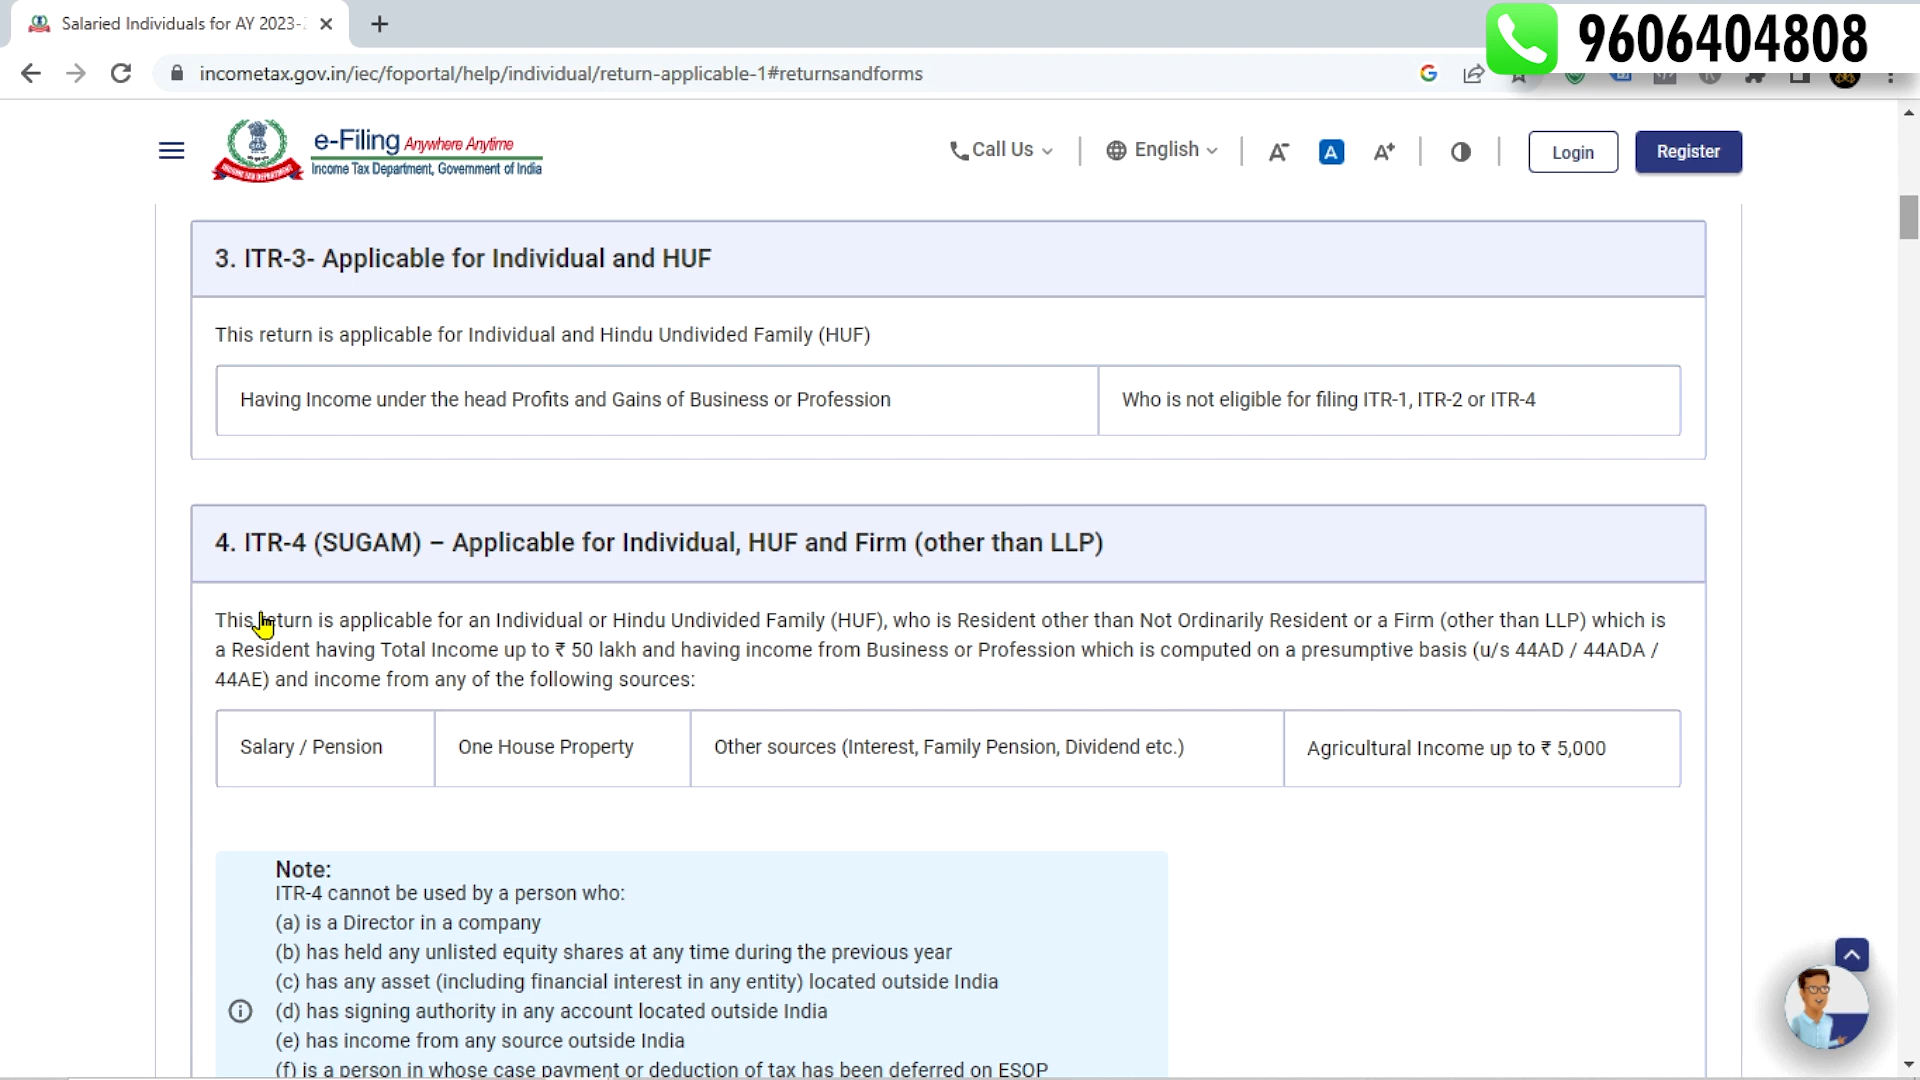 Salaried Individuals for AY 2023-
9606404808
incometax.gov.in/iec/foportal/help/individual/return-applicable-1#returnsandforms
e-Filing Anywhere Anytime
Income Tax Department, Government of India
Call Us
English
A-
A
A+
Login
Register
3. ITR-3- Applicable for Individual and HUF
This return is applicable for Individual and Hindu Undivided Family (HUF)
Having Income under the head Profits and Gains of Business or Profession
Who is not eligible for filing ITR-1, ITR-2 or ITR-4
4. ITR-4 (SUGAM) – Applicable for Individual, HUF and Firm (other than LLP)
This return is applicable for an Individual or Hindu Undivided Family (HUF), who is Resident other than Not Ordinarily Resident or a Firm (other than LLP) which is
a Resident having Total Income up to ₹ 50 lakh and having income from Business or Profession which is computed on a presumptive basis (u/s 44AD / 44ADA /
44AE) and income from any of the following sources:
Salary / Pension
One House Property
Other sources (Interest, Family Pension, Dividend etc.)
Agricultural Income up to ₹ 5,000
Note:
ITR-4 cannot be used by a person who:
(a) is a Director in a company
(b) has held any unlisted equity shares at any time during the previous year
(c) has any asset (including financial interest in any entity) located outside India
(d) has signing authority in any account located outside India
(e) has income from any source outside India
(f) is a person in whose case payment or deduction of tax has been deferred on ESOP